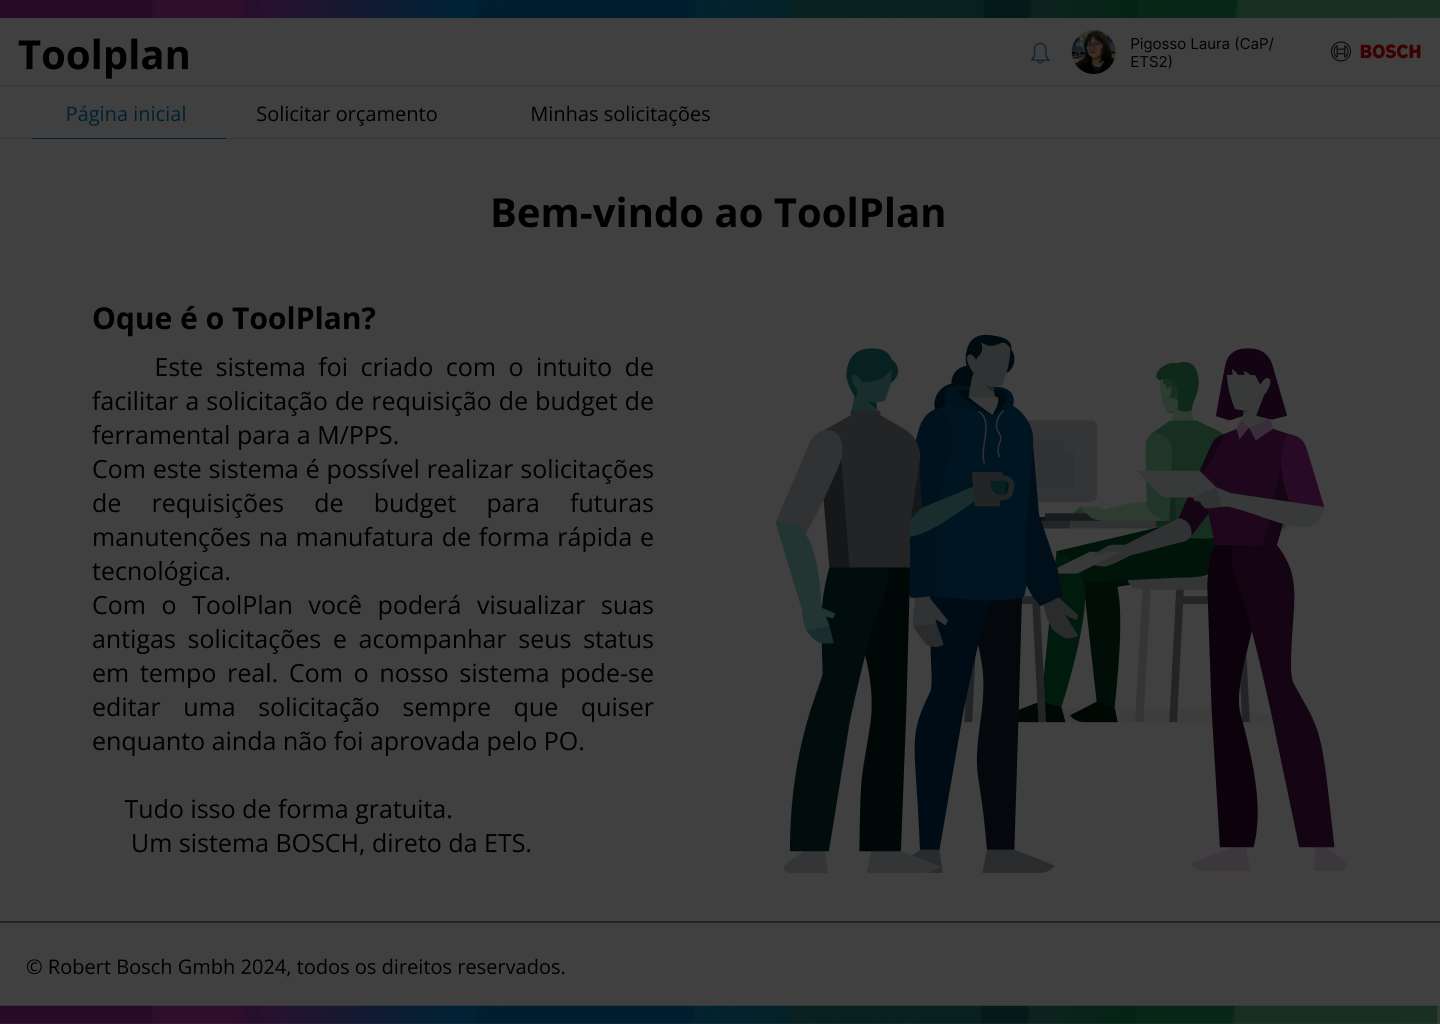 Toolplan
Pigosso Laura (CaP/
ETS2)
BOSCH
Página inicial
Solicitar orçamento
Minhas solicitações
Bem-vindo ao ToolPlan
Oque é o ToolPlan?
Este sistema foi criado com o intuito de
facilitar a solicitação de requisição de budget de
ferramental para a M/PPS.
Com este sistema é possível realizar solicitações
de requisições de budget para futuras
manutenções na manufatura de forma rápida e
tecnológica.
Com o ToolPlan você poderá visualizar suas
antigas solicitações e acompanhar seus status
em tempo real. Com o nosso sistema pode-se
editar uma solicitação sempre que quiser
enquanto ainda não foi aprovada pelo PO.
Tudo isso de forma gratuita.
Um sistema BOSCH, direto da ETS.
© Robert Bosch Gmbh 2024, todos os direitos reservados.